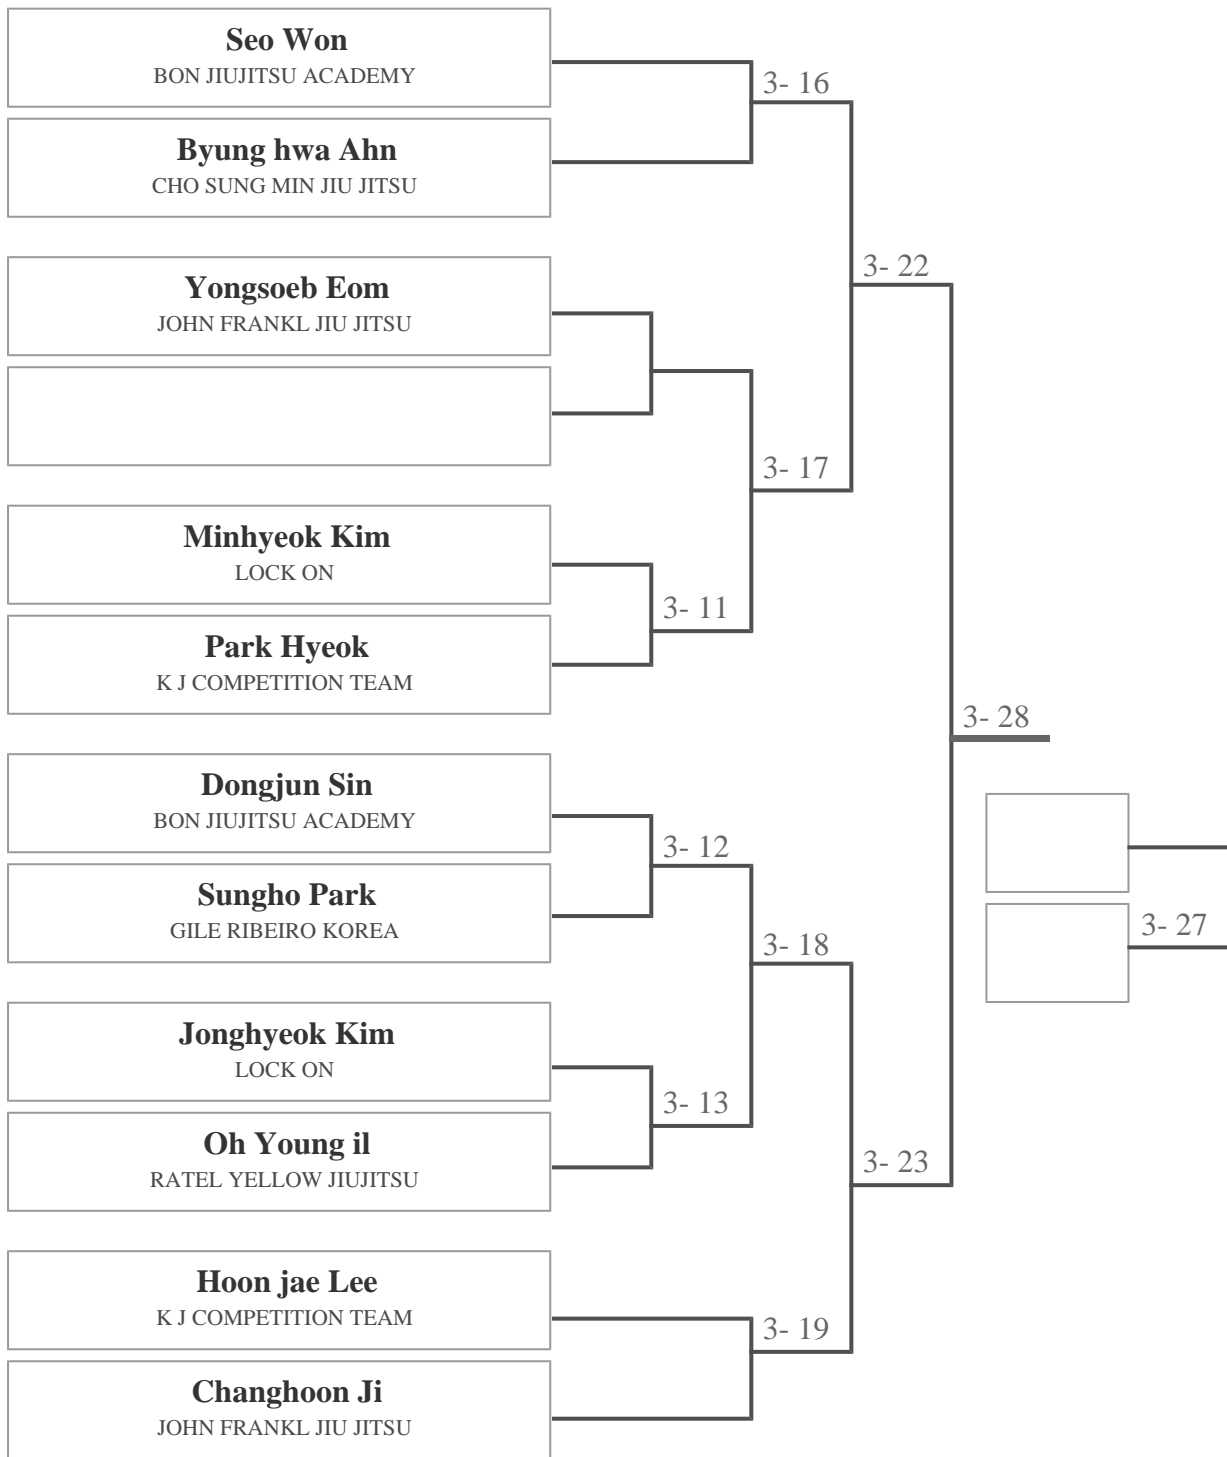 Seo Won
BON JIUJITSU ACADEMY
3- 16
Byung hwa Ahn
CHO SUNG MIN JIU JITSU
3- 22
Yongsoeb Eom
JOHN FRANKL JIU JITSU
3- 17
Minhyeok Kim
LOCK ON
3- 11
Park Hyeok
K J COMPETITION TEAM
3- 28
Dongjun Sin
BON JIUJITSU ACADEMY
3- 12
Sungho Park
GILE RIBEIRO KOREA
3- 27
3- 18
Jonghyeok Kim
LOCK ON
3- 13
Oh Young il
RATEL YELLOW JIUJITSU
3- 23
Hoon jae Lee
K J COMPETITION TEAM
3- 19
Changhoon Ji
JOHN FRANKL JIU JITSU